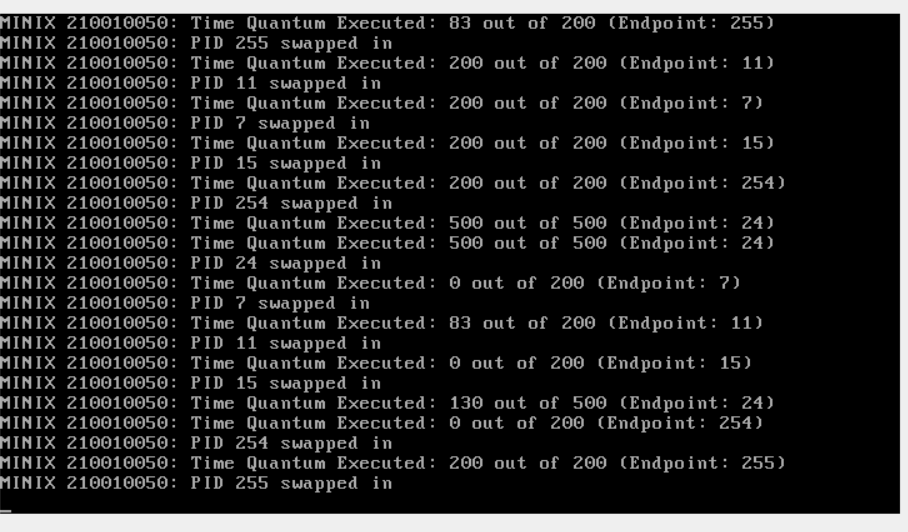 MINIX 210010050: Time Quantum Executed: 83 out of 200 (Endpoint: 255)
MINIX 210010050: PID 255 swapped in
MINIX 210010050: Time Quantum Executed: 200 out of 200 (Endpoint: 11)
MINIX 210010050: PID 11 swapped in
MINIX 210010050: Time Quantum Executed: 200 out of 200 (Endpoint: 7)
MINIX 210010050: PID 7 swapped in
MINIX 210010050: Time Quantum Executed: 200 out of 200 (Endpoint: 15)
MINIX 210010050: PID 15 swapped in
MINIX 210010050: Time Quantum Executed: 200 out of 200 (Endpoint: 254)
MINIX 210010050: PID 254 swapped in
MINIX 210010050: Time Quantum Executed: 500 out of 500 (Endpoint: 24)
MINIX 210010050: Time Quantum Executed: 500 out of 500 (Endpoint: 24)
MINIX 210010050: PID 24 swapped in
MINIX 210010050: Time Quantum Executed: 0 out of 200 (Endpoint: 7)
MINIX 210010050: PID 7 swapped in
MINIX 210010050: Time Quantum Executed: 83 out of 200 (Endpoint: 11)
MINIX 210010050: PID 11 swapped in
MINIX 210010050: Time Quantum Executed: 0 out of 200 (Endpoint: 15)
MINIX 210010050: PID 15 swapped in
MINIX 210010050: Time Quantum Executed: 130 out of 500 (Endpoint: 24)
MINIX 210010050: Time Quantum Executed: 0 out of 200 (Endpoint: 254)
MINIX 210010050: PID 254 swapped in
MINIX 210010050: Time Quantum Executed: 200 out of 200 (Endpoint: 255)
MINIX 210010050: PID 255 swapped in